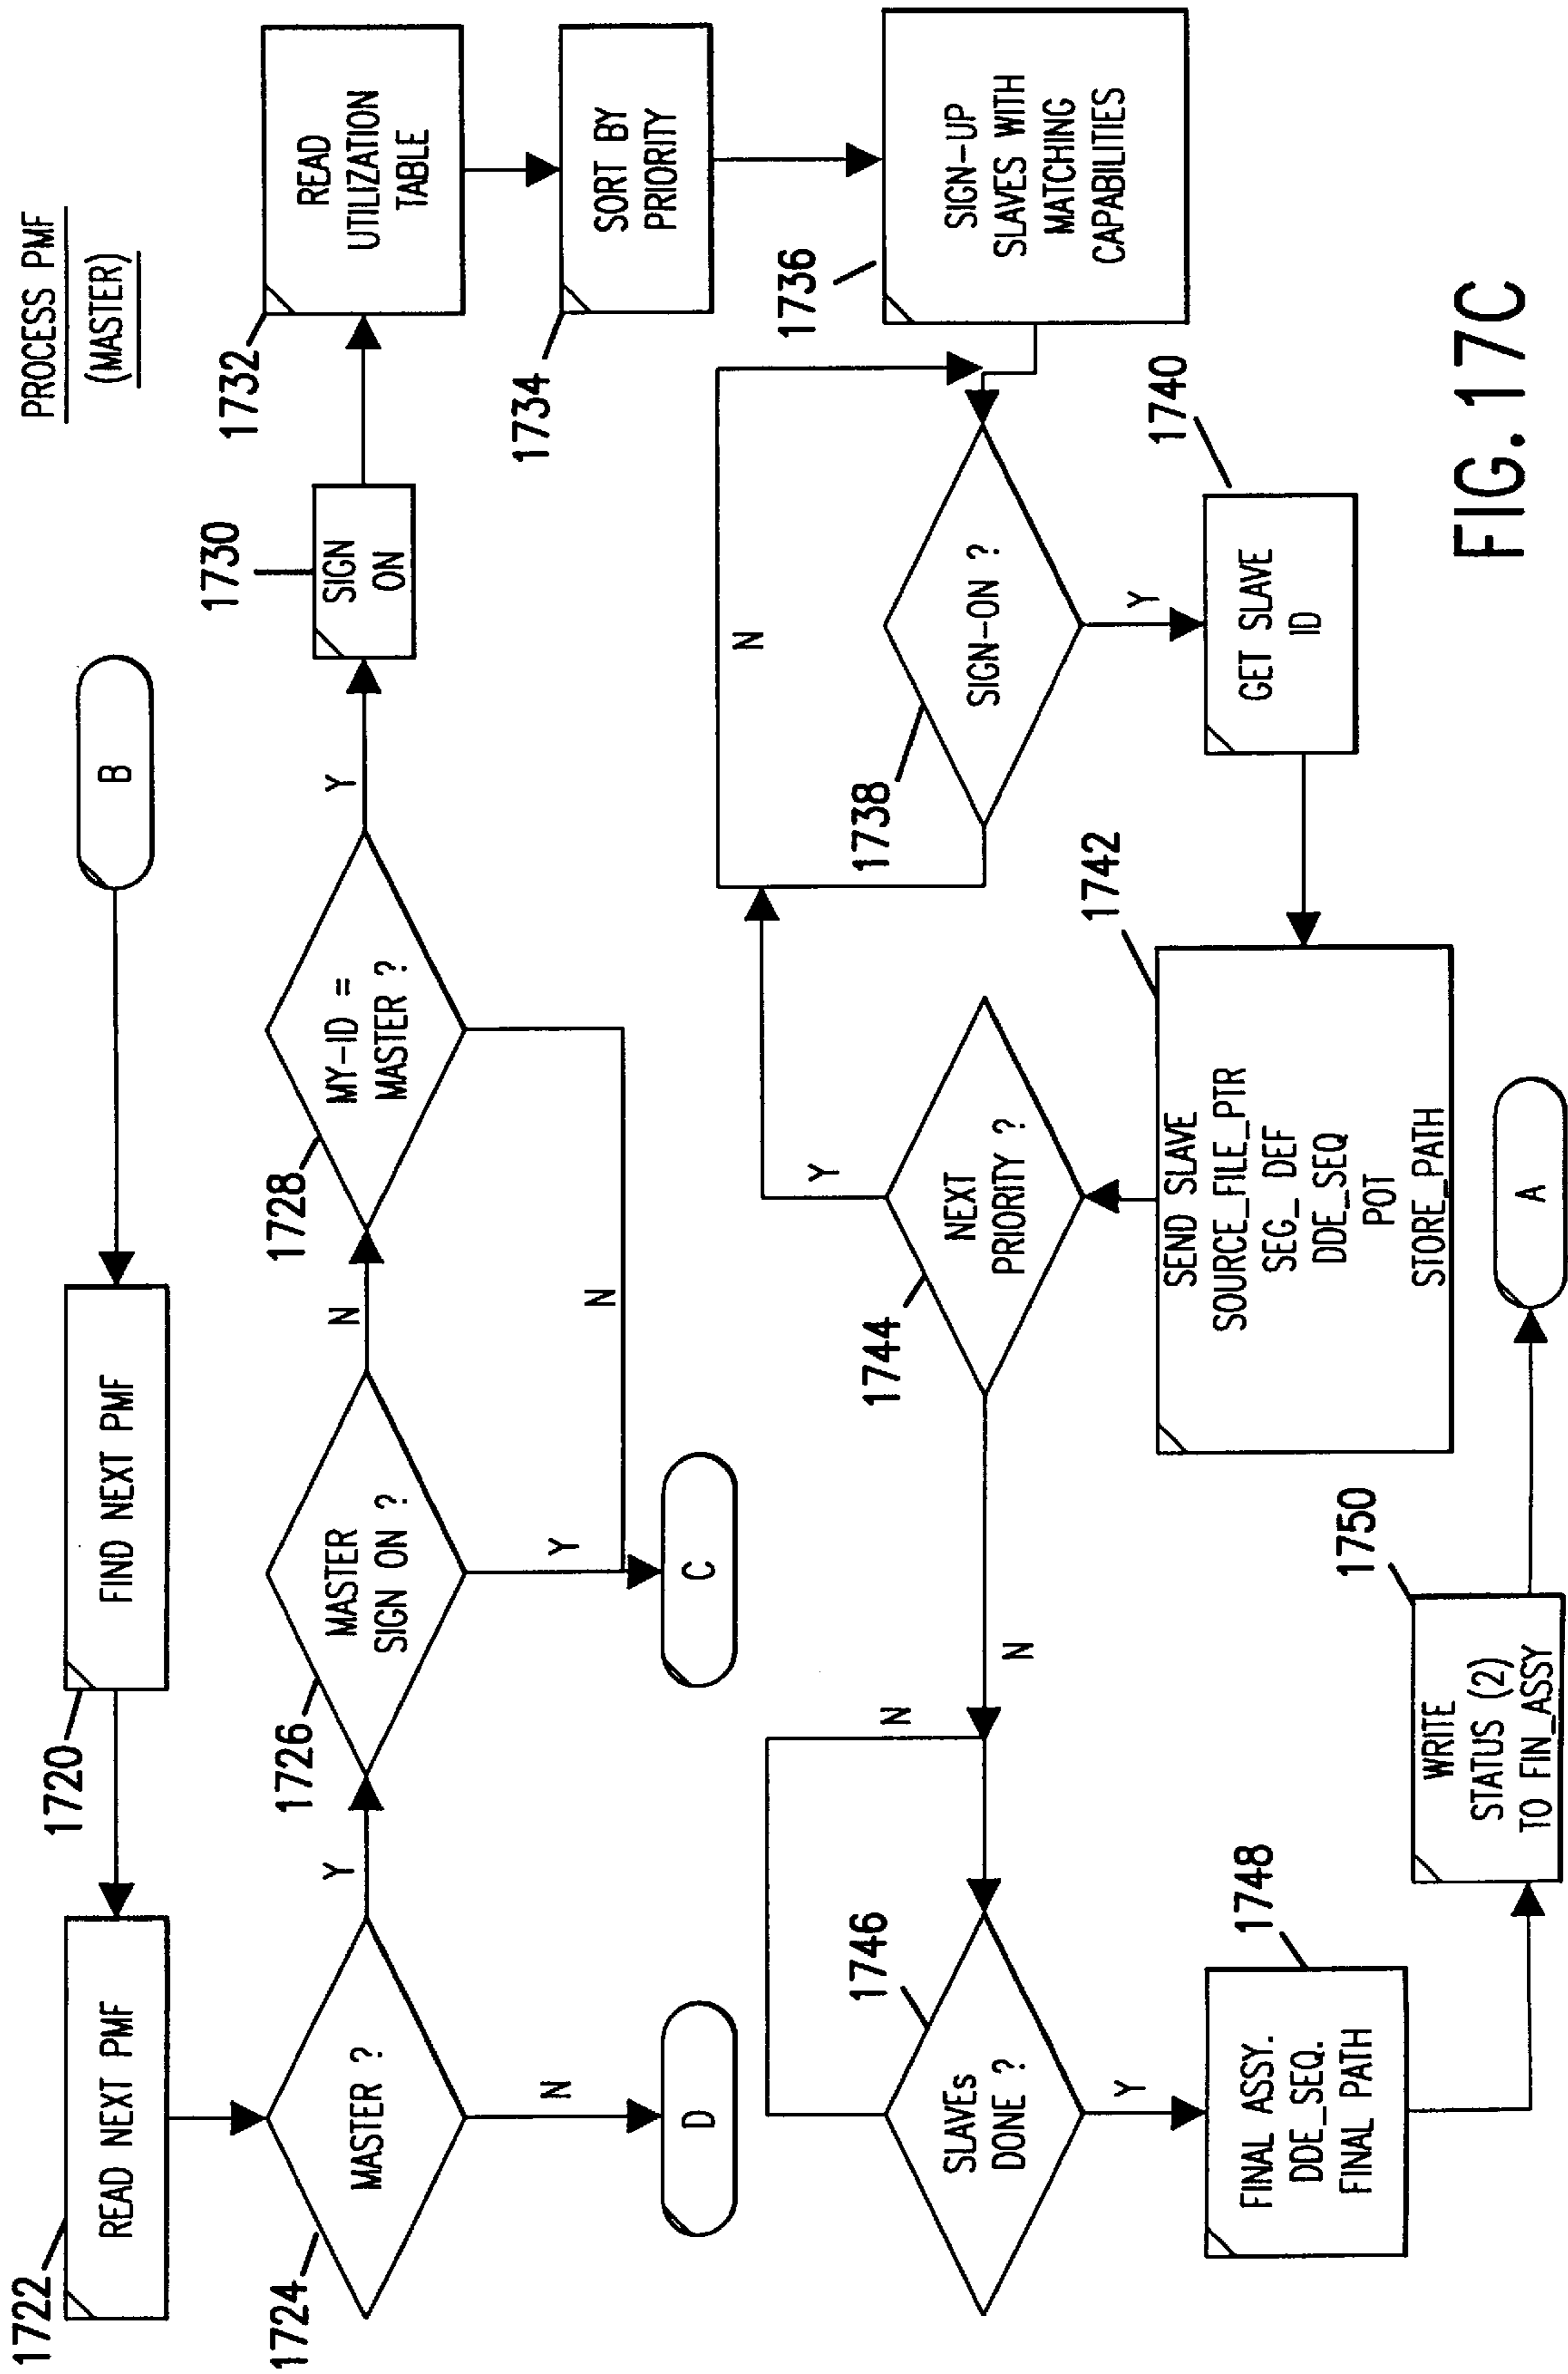 PROCESS PMF
(MASTER)
B
1720
FIND NEXT PMF
1722
READ NEXT PMF
1724
MASTER ?
Y
N
D
1726
MASTER
SIGN ON ?
N
Y
C
1728
MY-ID =
MASTER ?
Y
N
1730
SIGN
ON
1732
READ
UTILIZATION
TABLE
1734
SORT BY
PRIORITY
1736
SIGN-UP
SLAVES WITH
MATCHING
CAPABILITIES
1738
SIGN-ON ?
N
Y
1740
GET SLAVE
ID
1742
SEND SLAVE
SOURCE_FILE_PTR
SEG_ DEF
DDE_SEQ
POT
STORE_PATH
1744
NEXT
PRIORITY ?
Y
N
1746
SLAVEs
DONE ?
N
Y
1748
FINAL ASSY.
DDE_SEQ.
FINAL PATH
1750
WRITE
STATUS (2)
TO FIN_ASSY
A
FIG. 17C